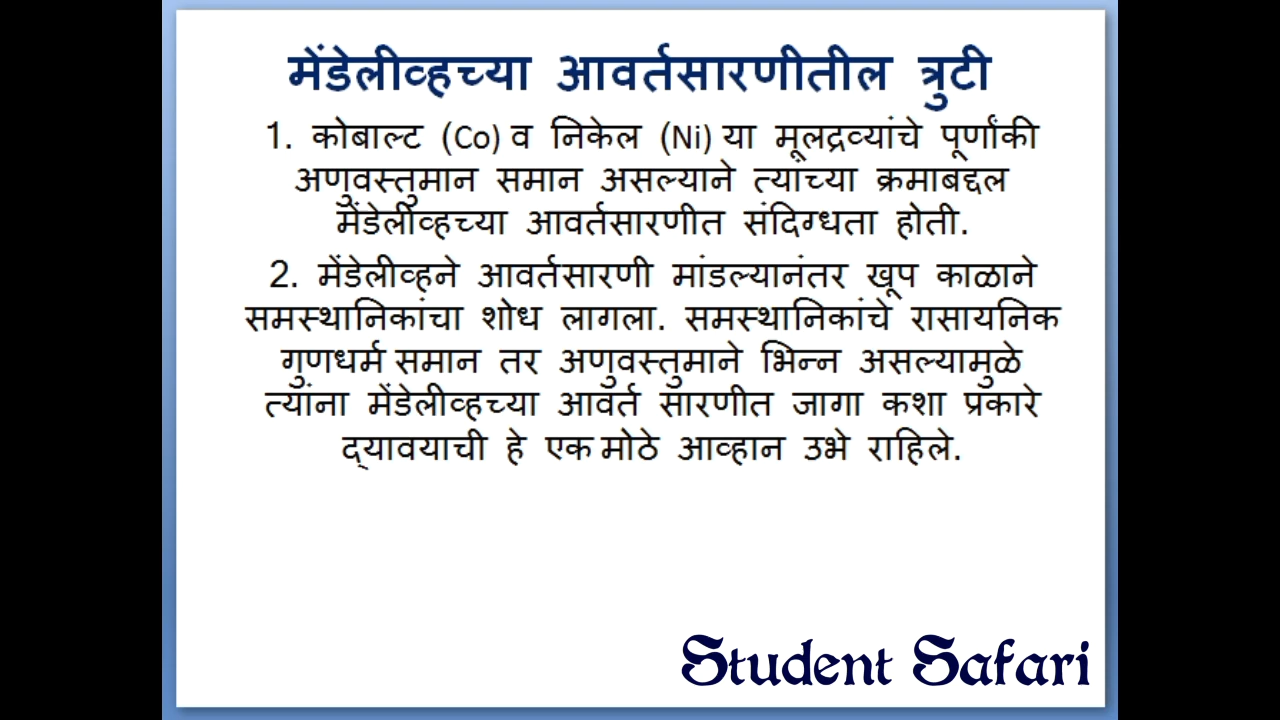 मेंडेलीव्हच्या आवर्तसारणीतील त्रुटी
1. कोबाल्ट (Co) व निकेल (Ni) या मूलद्रव्यांचे पूर्णांकी
अणुवस्तुमान समान असल्याने त्यांच्या क्रमाबद्दल
मेंडेलीव्हच्या आवर्तसारणीत संदिग्धता होती.
2. मेंडेलीव्हने आवर्तसारणी मांडल्यानंतर खूप काळाने
समस्थानिकांचा शोध लागला. समस्थानिकांचे रासायनिक
गुणधर्म समान तर अणुवस्तुमाने भिन्न असल्यामुळे
त्यांना मेंडेलीव्हच्या आवर्त सारणीत जागा कशा प्रकारे
द्‌यावयाची हे एक मोठे आव्हान उभे राहिले.
Student Safari